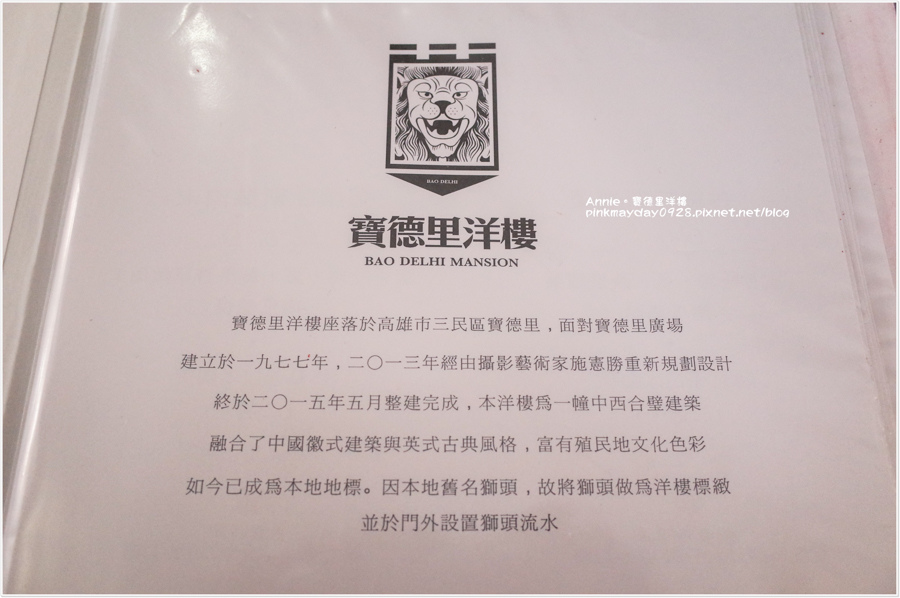 BAO DELHI
Annie。寶德里洋樓
pinkmayday0928.pixnet.net/blog
寶德里洋樓
BAO DELHI MANSION
寶德里洋樓座落於高雄市三民區寶德里，面對寶德里廣場
建立於一九七七年，二〇一三年經由攝影藝術家施憲勝重新規劃設計
終於二〇一五年五月整建完成，本洋樓為一幢中西合璧建築
融合了中國徽式建築與英式古典風格，富有殖民地文化色彩
如今已成為本地地標。因本地舊名獅頭，故將獅頭做為洋樓標緻
並於門外設置獅頭流水